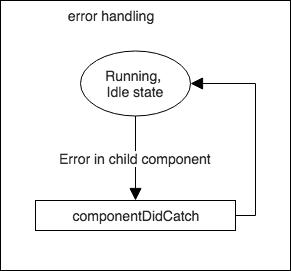 error handling
Running,
Idle state
Error in child component
componentDidCatch